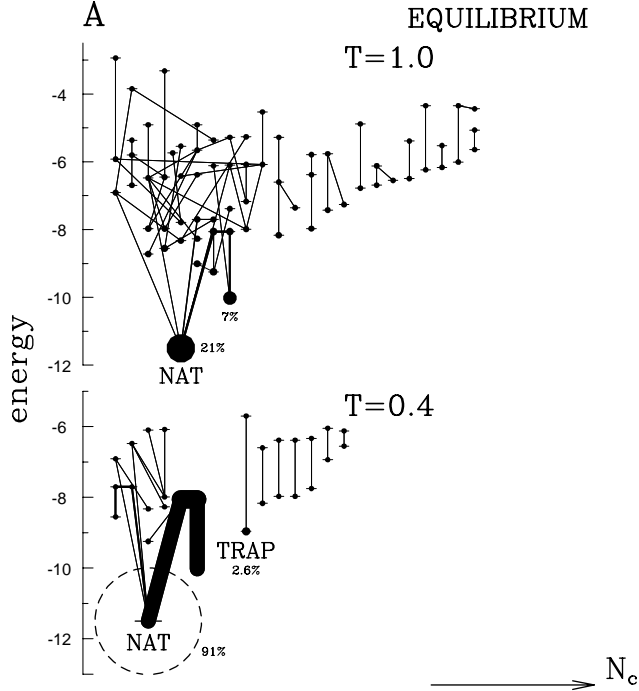 A
EQUILIBRIUM
T=1.0
-4
-6
-8
-10
7%
21%
-12
NAT
energy
T=0.4
-6
-8
TRAP
-10
2.6%
-12
NAT
91%
N_c